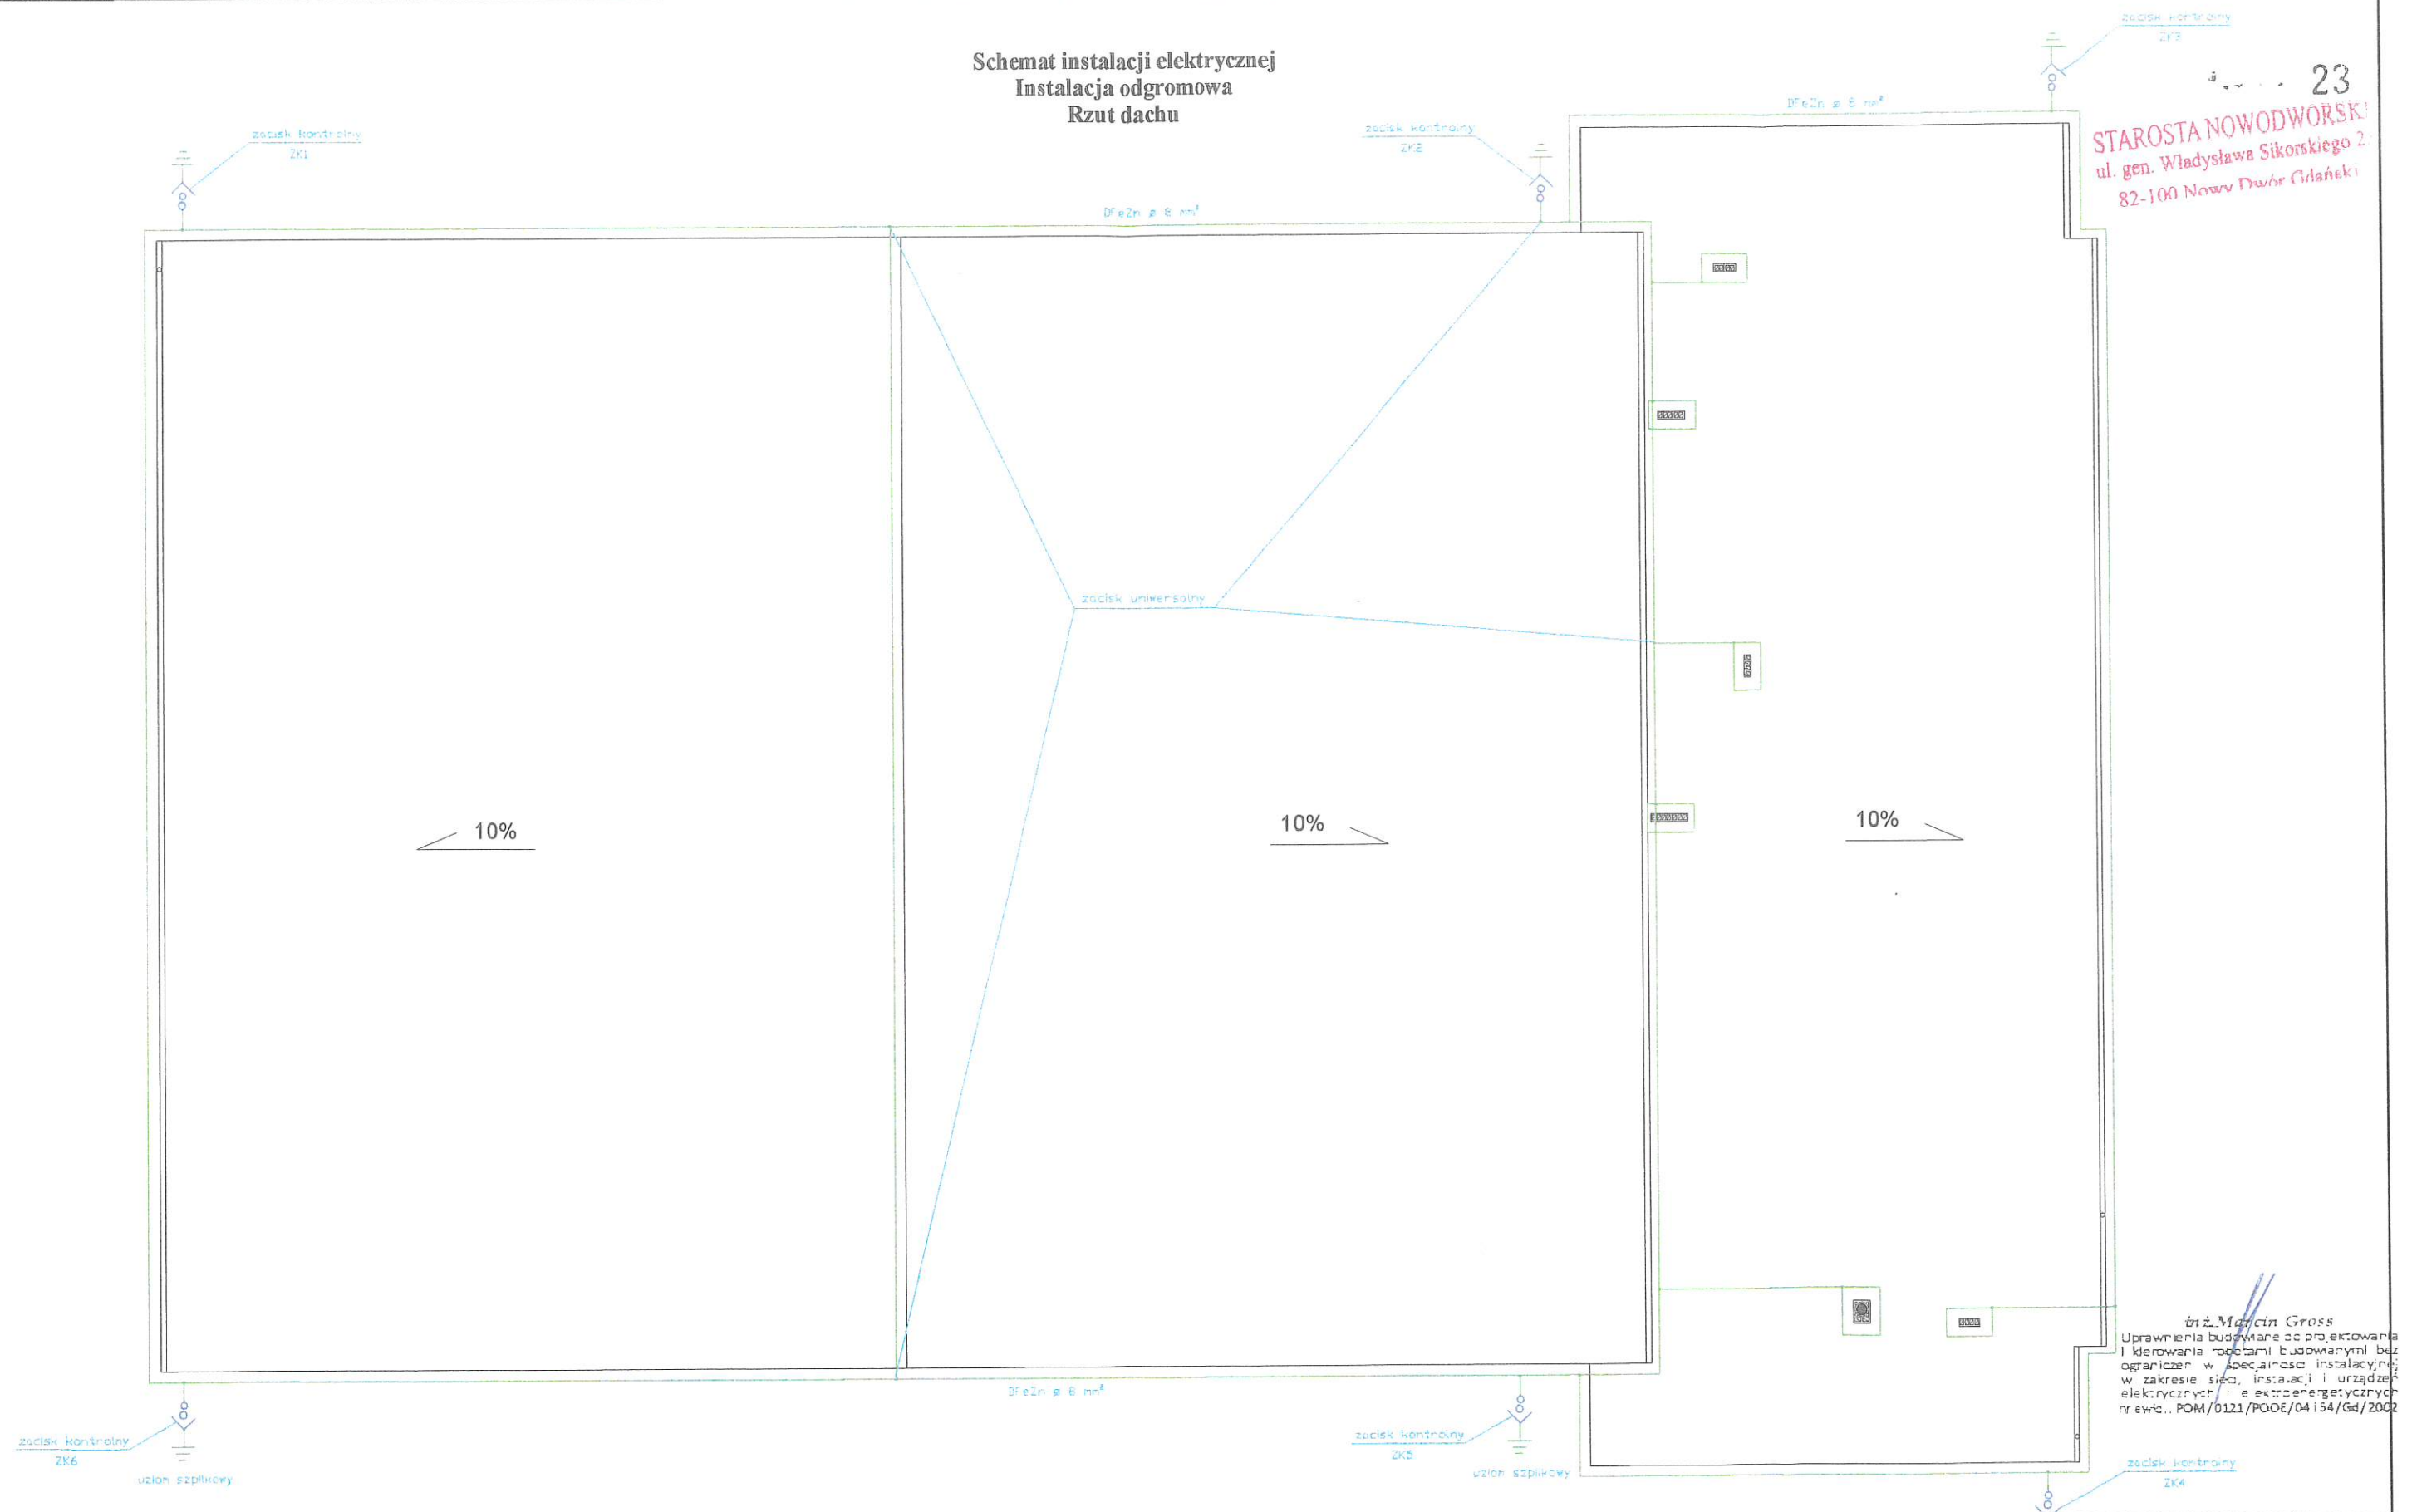 Schemat instalacji elektrycznej
Instalacja odgromowa
Rzut dachu
zacisk kontrolny
ZK3
23
STAROSTA NOWODWORSKI
ul. gen. Władysława Sikorskiego 2
82-100 Nowy Dwór Gdański
DFeZn ø 8 mm²
zacisk kontrolny
ZK2
zacisk kontrolny
ZK1
DFeZn ø 8 mm²
zacisk uniwersalny
10%
10%
10%
inż. Marcin Gross
Uprawnienia budowlane do projektowania
i kierowania robotami budowlanymi bez
ograniczeń w specjalności instalacyjnej
w zakresie sieci, instalacji i urządzeń
elektrycznych i elektroenergetycznych
nr ewid.. POM/0121/POOE/04 i 54/Gd/2002
DFeZn ø 8 mm²
zacisk kontrolny
ZK6
uziom szpilkowy
zacisk kontrolny
ZK5
uziom szpilkowy
zacisk kontrolny
ZK4